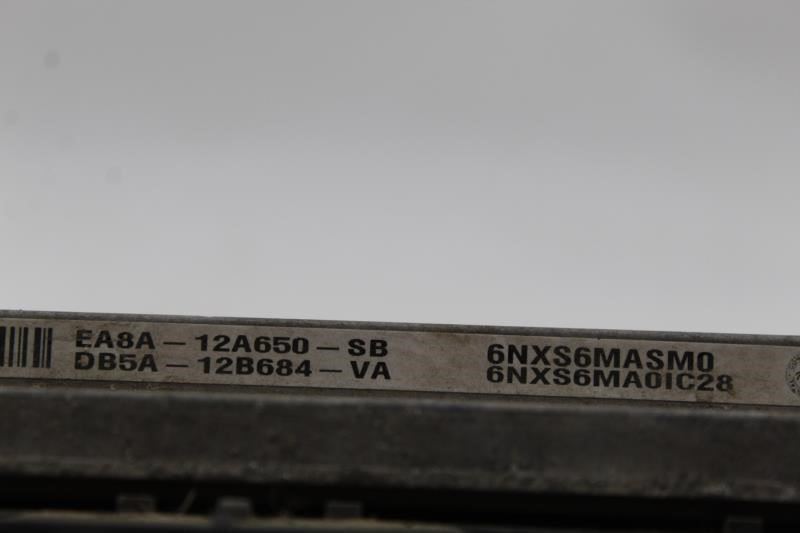 EA8A-12A650-SB 6NXS6MASM0
DB5A-12B684-VA 6NXS6MA0IC28